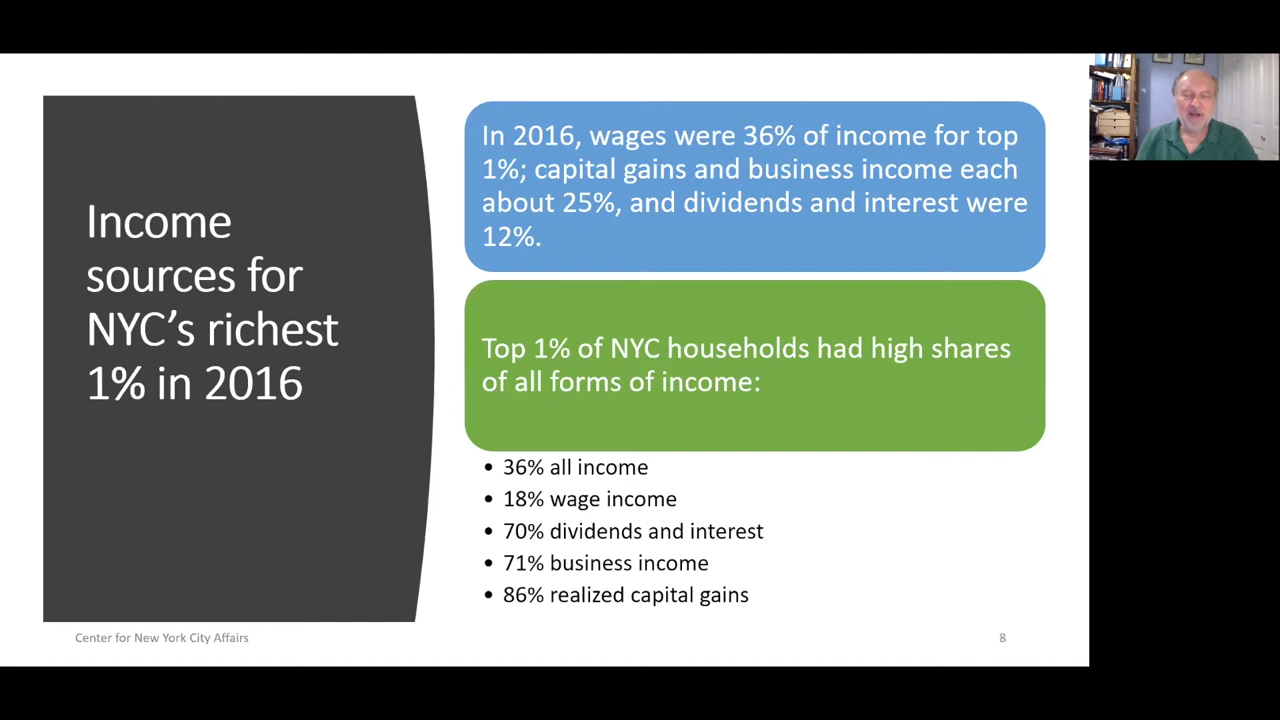 Income
sources for
NYC’s richest
1% in 2016
In 2016, wages were 36% of income for top
1%; capital gains and business income each
about 25%, and dividends and interest were
12%.
Top 1% of NYC households had high shares
of all forms of income:
• 36% all income
• 18% wage income
• 70% dividends and interest
• 71% business income
• 86% realized capital gains
Center for New York City Affairs
8